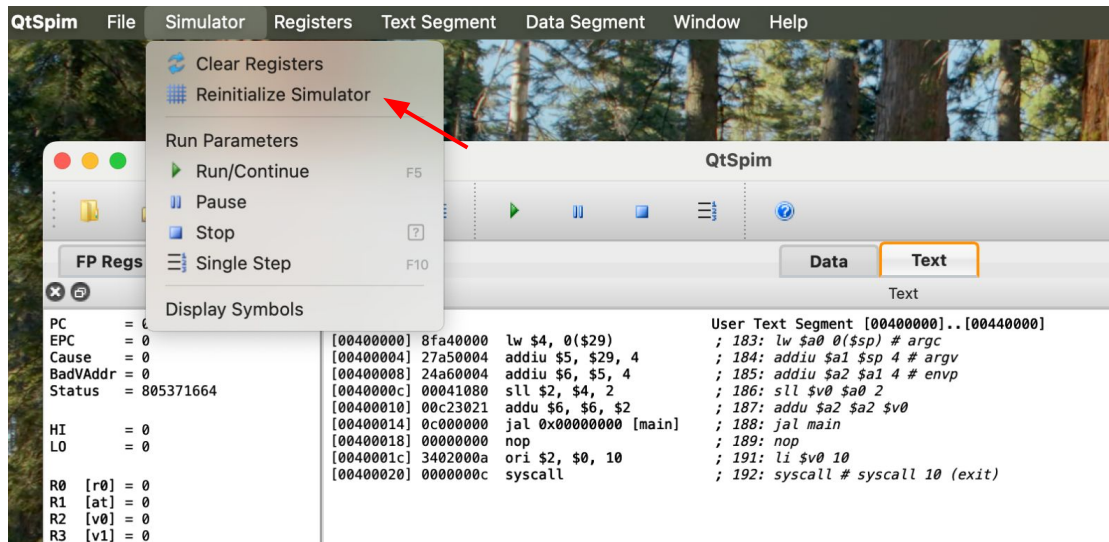 QtSpim File Simulator Registers Text Segment Data Segment Window Help
Clear Registers
Reinitialize Simulator
Run Parameters
Run/Continue F5
Pause
Stop ?
Single Step F10
Display Symbols
QtSpim
FP Regs
Data Text
Text
PC =
EPC = 0
Cause = 0
BadVAddr = 0
Status = 805371664
HI = 0
LO = 0
R0 [r0] = 0
R1 [at] = 0
R2 [v0] = 0
R3 [v1] = 0
User Text Segment [00400000]..[00440000]
[00400000] 8fa40000 lw $4, 0($29) ; 183: lw $a0 0($sp) # argc
[00400004] 27a50004 addiu $5, $29, 4 ; 184: addiu $a1 $sp 4 # argv
[00400008] 24a60004 addiu $6, $5, 4 ; 185: addiu $a2 $a1 4 # envp
[0040000c] 00041080 sll $2, $4, 2 ; 186: sll $v0 $a0 2
[00400010] 00c23021 addu $6, $6, $2 ; 187: addu $a2 $a2 $v0
[00400014] 0c000000 jal 0x00000000 [main] ; 188: jal main
[00400018] 00000000 nop ; 189: nop
[0040001c] 3402000a ori $2, $0, 10 ; 191: li $v0 10
[00400020] 0000000c syscall ; 192: syscall # syscall 10 (exit)